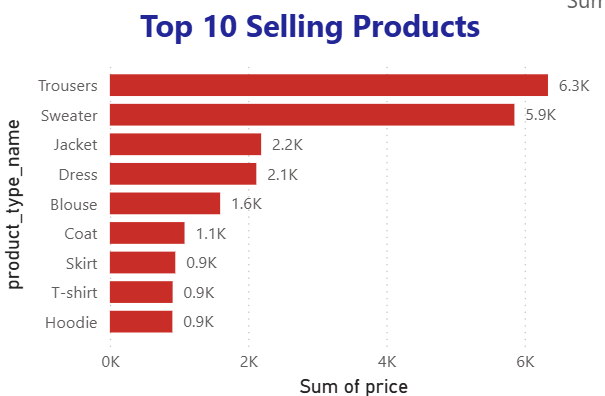 Sum
Top 10 Selling Products
Trousers 6.3K
Sweater 5.9K
Jacket 2.2K
Dress 2.1K
Blouse 1.6K
Coat 1.1K
Skirt 0.9K
T-shirt 0.9K
Hoodie 0.9K
product_type_name
0K 2K 4K 6K
Sum of price